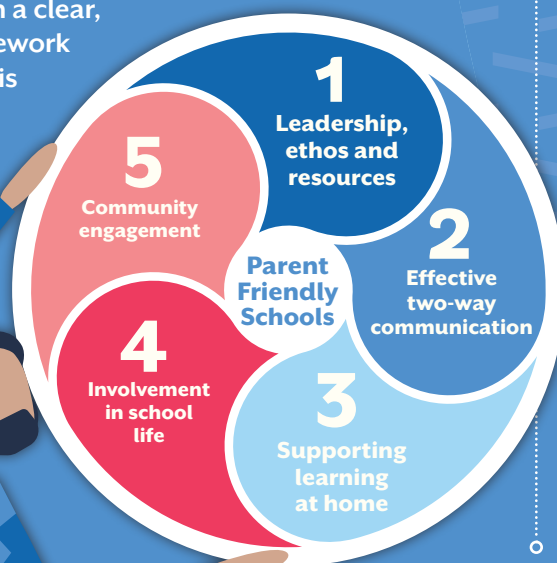 a clear,
ework
is
1
Leadership,
ethos and
resources
2
Effective
two-way
communication
3
Supporting
learning
at home
4
Involvement
in school
life
5
Community
engagement
Parent
Friendly
Schools